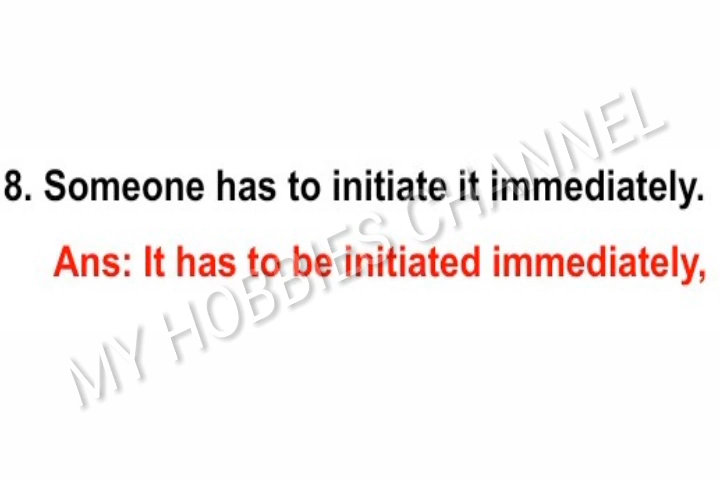 8. Someone has to initiate it immediately.
Ans: It has to be initiated immediately,
MY HOBBIES CHANNEL